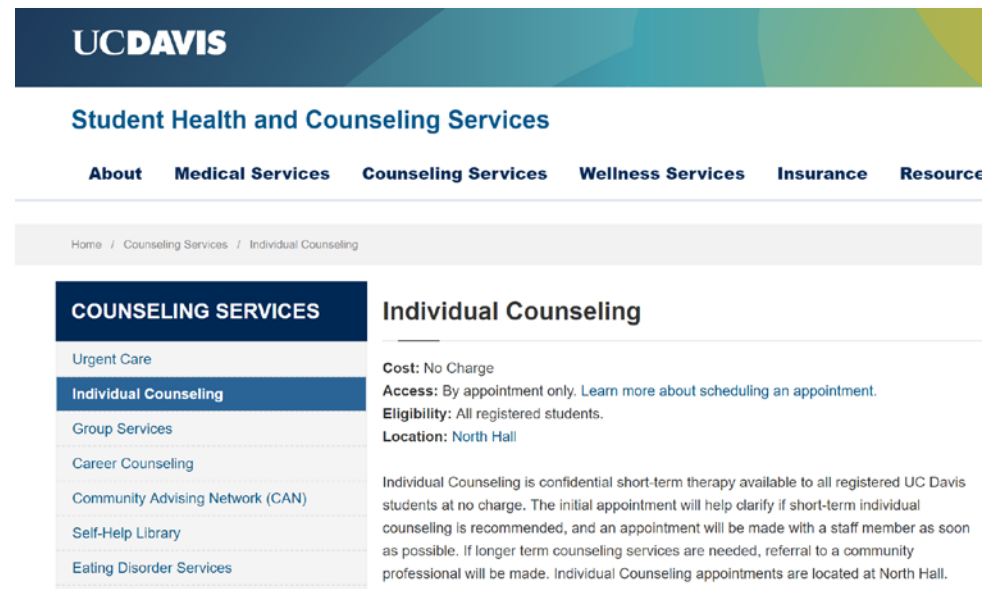 UCDAVIS
Student Health and Counseling Services
About Medical Services Counseling Services Wellness Services Insurance Resource
Home / Counseling Services / Individual Counseling
COUNSELING SERVICES
Urgent Care
Individual Counseling
Group Services
Career Counseling
Community Advising Network (CAN)
Self-Help Library
Eating Disorder Services
Individual Counseling
Cost: No Charge
Access: By appointment only. Learn more about scheduling an appointment.
Eligibility: All registered students.
Location: North Hall
Individual Counseling is confidential short-term therapy available to all registered UC Davis
students at no charge. The initial appointment will help clarify if short-term individual
counseling is recommended, and an appointment will be made with a staff member as soon
as possible. If longer term counseling services are needed, referral to a community
professional will be made. Individual Counseling appointments are located at North Hall.